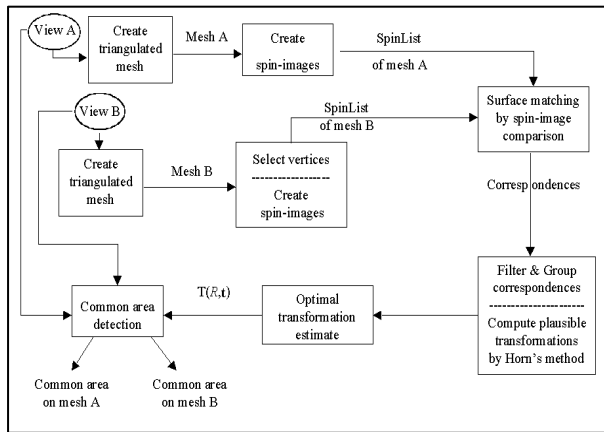 View A
Create
triangulated
mesh
Mesh A
Create
spin-images
SpinList
of mesh A
Surface matching
by spin-image
comparison
View B
Create
triangulated
mesh
Mesh B
Select vertices
Create
spin-images
SpinList
of mesh B
Correspondences
Filter & Group
correspondences
Compute plausible
transformations
by Horn's method
Optimal
transformation
estimate
T(R,t)
Common area
detection
Common area
on mesh A
Common area
on mesh B